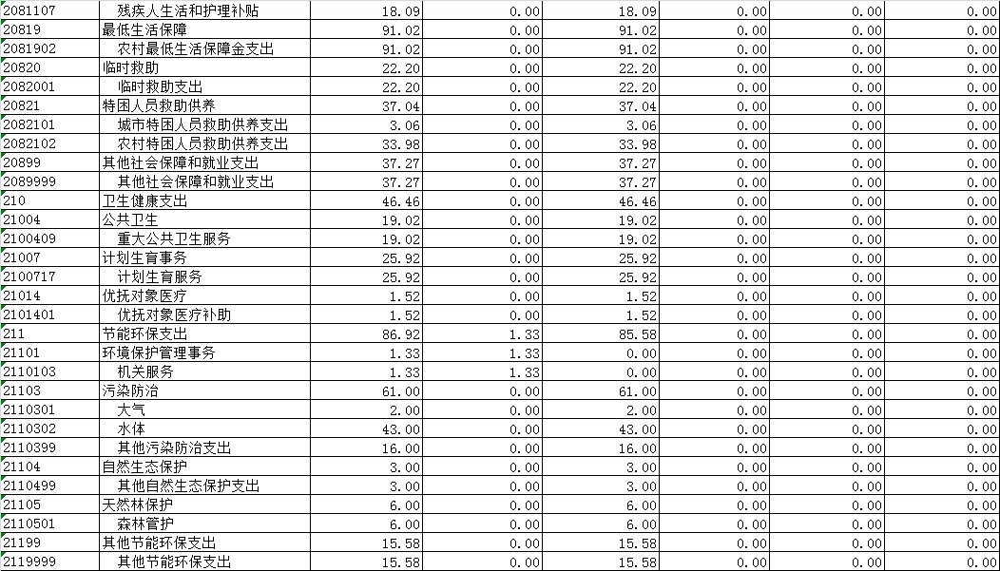 2081107 残疾人生活和护理补贴 18.09 0.00 18.09 0.00 0.00 0.00
20819 最低生活保障 91.02 0.00 91.02 0.00 0.00 0.00
2081902 农村最低生活保障金支出 91.02 0.00 91.02 0.00 0.00 0.00
20820 临时救助 22.20 0.00 22.20 0.00 0.00 0.00
2082001 临时救助支出 22.20 0.00 22.20 0.00 0.00 0.00
20821 特困人员救助供养 37.04 0.00 37.04 0.00 0.00 0.00
2082101 城市特困人员救助供养支出 3.06 0.00 3.06 0.00 0.00 0.00
2082102 农村特困人员救助供养支出 33.98 0.00 33.98 0.00 0.00 0.00
20899 其他社会保障和就业支出 37.27 0.00 37.27 0.00 0.00 0.00
2089999 其他社会保障和就业支出 37.27 0.00 37.27 0.00 0.00 0.00
210 卫生健康支出 46.46 0.00 46.46 0.00 0.00 0.00
21004 公共卫生 19.02 0.00 19.02 0.00 0.00 0.00
2100409 重大公共卫生服务 19.02 0.00 19.02 0.00 0.00 0.00
21007 计划生育事务 25.92 0.00 25.92 0.00 0.00 0.00
2100717 计划生育服务 25.92 0.00 25.92 0.00 0.00 0.00
21014 优抚对象医疗 1.52 0.00 1.52 0.00 0.00 0.00
2101401 优抚对象医疗补助 1.52 0.00 1.52 0.00 0.00 0.00
211 节能环保支出 86.92 1.33 85.58 0.00 0.00 0.00
21101 环境保护管理事务 1.33 1.33 0.00 0.00 0.00 0.00
2110103 机关服务 1.33 1.33 0.00 0.00 0.00 0.00
21103 污染防治 61.00 0.00 61.00 0.00 0.00 0.00
2110301 大气 2.00 0.00 2.00 0.00 0.00 0.00
2110302 水体 43.00 0.00 43.00 0.00 0.00 0.00
2110399 其他污染防治支出 16.00 0.00 16.00 0.00 0.00 0.00
21104 自然生态保护 3.00 0.00 3.00 0.00 0.00 0.00
2110499 其他自然生态保护支出 3.00 0.00 3.00 0.00 0.00 0.00
21105 天然林保护 6.00 0.00 6.00 0.00 0.00 0.00
2110501 森林管护 6.00 0.00 6.00 0.00 0.00 0.00
21199 其他节能环保支出 15.58 0.00 15.58 0.00 0.00 0.00
2119999 其他节能环保支出 15.58 0.00 15.58 0.00 0.00 0.00